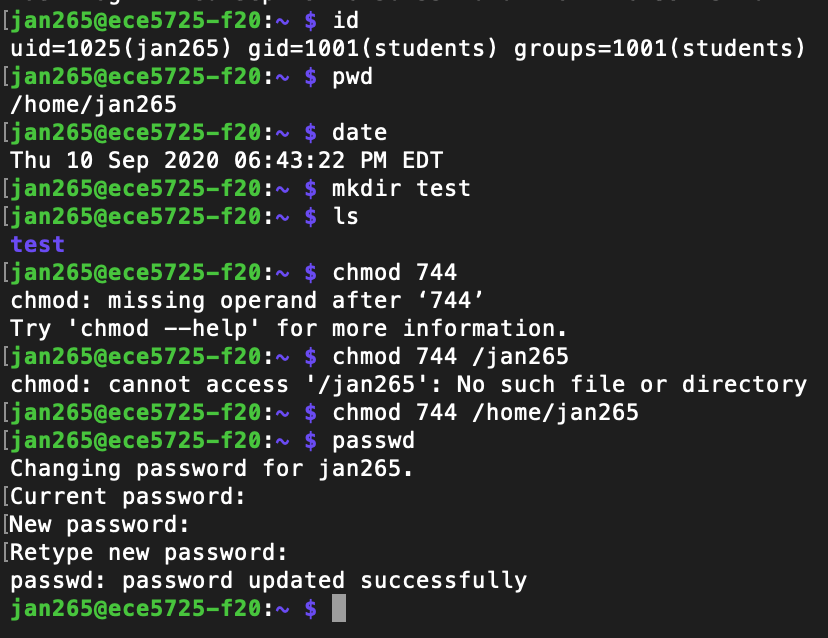 [jan265@ece5725-f20:~ $ id
uid=1025(jan265) gid=1001(students) groups=1001(students)
[jan265@ece5725-f20:~ $ pwd
/home/jan265
[jan265@ece5725-f20:~ $ date
Thu 10 Sep 2020 06:43:22 PM EDT
[jan265@ece5725-f20:~ $ mkdir test
[jan265@ece5725-f20:~ $ ls
test
[jan265@ece5725-f20:~ $ chmod 744
chmod: missing operand after ‘744’
Try 'chmod --help' for more information.
[jan265@ece5725-f20:~ $ chmod 744 /jan265
chmod: cannot access '/jan265': No such file or directory
[jan265@ece5725-f20:~ $ chmod 744 /home/jan265
[jan265@ece5725-f20:~ $ passwd
Changing password for jan265.
[Current password:
[New password:
[Retype new password:
passwd: password updated successfully
jan265@ece5725-f20:~ $